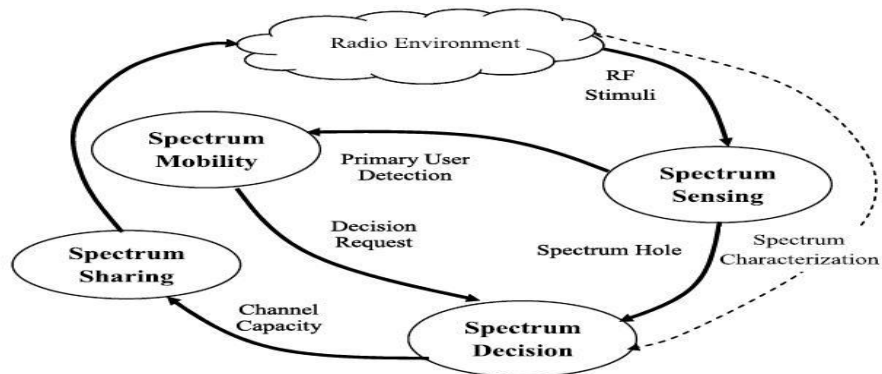 Radio Environment
RF
Stimuli
Spectrum
Mobility
Primary User
Detection
Spectrum
Sensing
Decision
Request
Spectrum Hole
Spectrum
Characterization
Spectrum
Sharing
Channel
Capacity
Spectrum
Decision